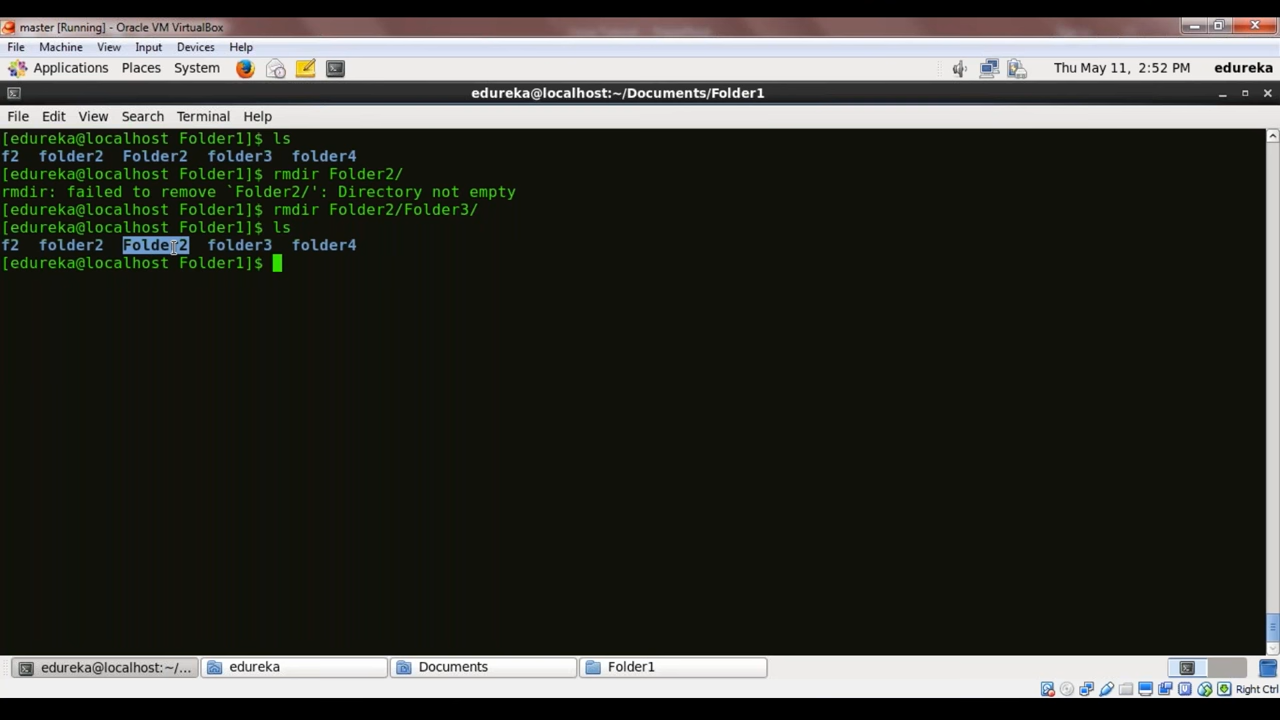 master [Running] - Oracle VM VirtualBox
File Machine View Input Devices Help
Applications Places System Thu May 11, 2:52 PM edureka
edureka@localhost:~/Documents/Folder1
File Edit View Search Terminal Help
[edureka@localhost Folder1]$ ls
f2 folder2 Folder2 folder3 folder4
[edureka@localhost Folder1]$ rmdir Folder2/
rmdir: failed to remove `Folder2/': Directory not empty
[edureka@localhost Folder1]$ rmdir Folder2/Folder3/
[edureka@localhost Folder1]$ ls
f2 folder2 Folder2 folder3 folder4
[edureka@localhost Folder1]$
edureka@localhost:~/... edureka Documents Folder1
Right Ctrl